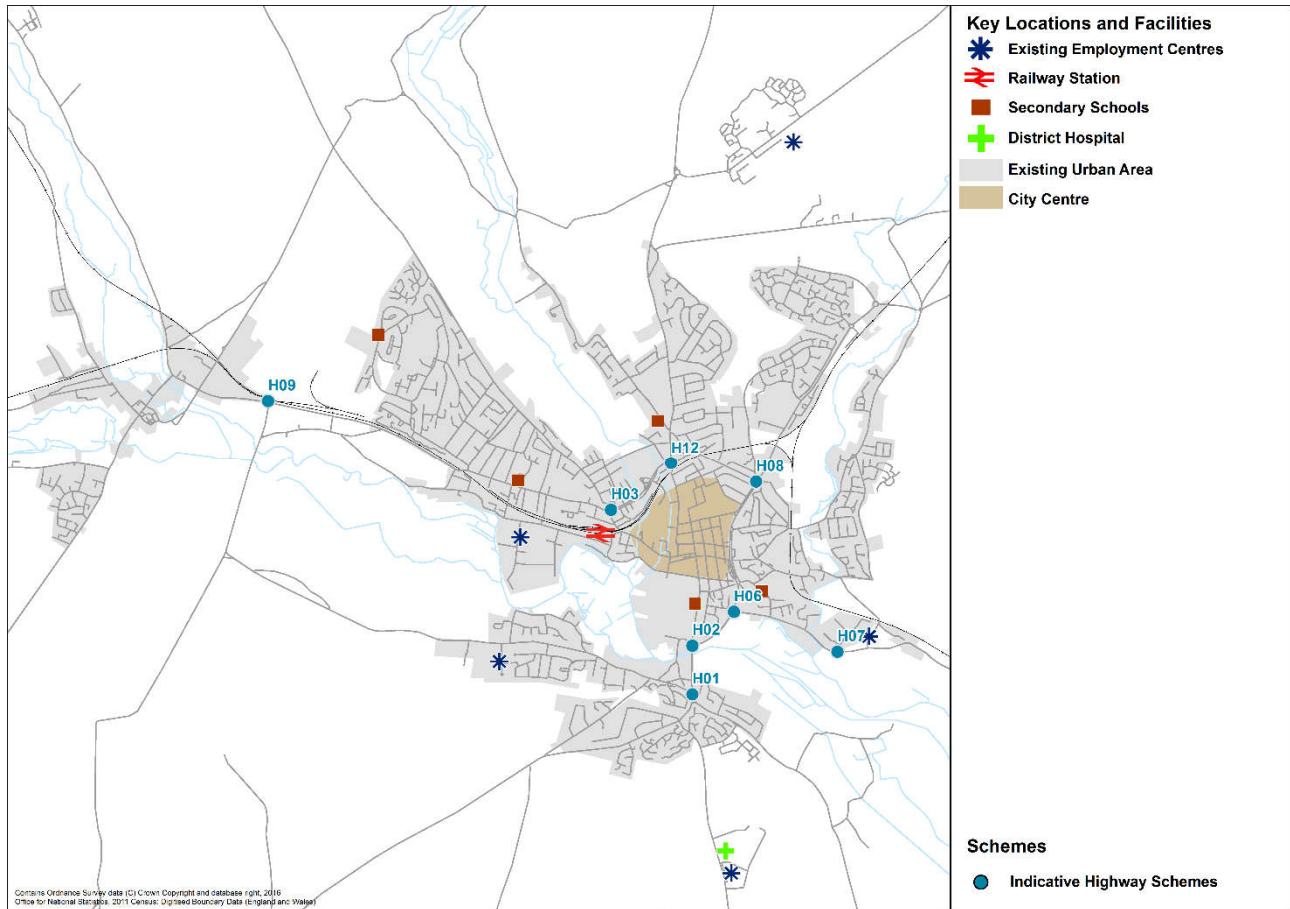 Key Locations and Facilities
Existing Employment Centres
Railway Station
Secondary Schools
District Hospital
Existing Urban Area
City Centre
H09
H12
H08
H03
H06
H02
H07
H01
Schemes
Indicative Highway Schemes
Contains Ordnance Survey data (C) Crown Copyright and database right, 2016
Office for National Statistics, 2011 Census: Digitised Boundary Data (England and Wales)